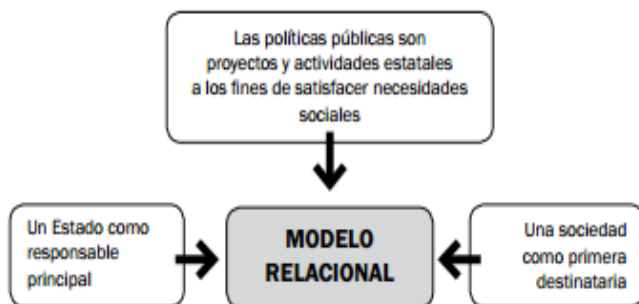 Las políticas públicas son
proyectos y actividades estatales
a los fines de satisfacer necesidades
sociales
Un Estado como
responsable
principal
MODELO
RELACIONAL
Una sociedad
como primera
destinataria